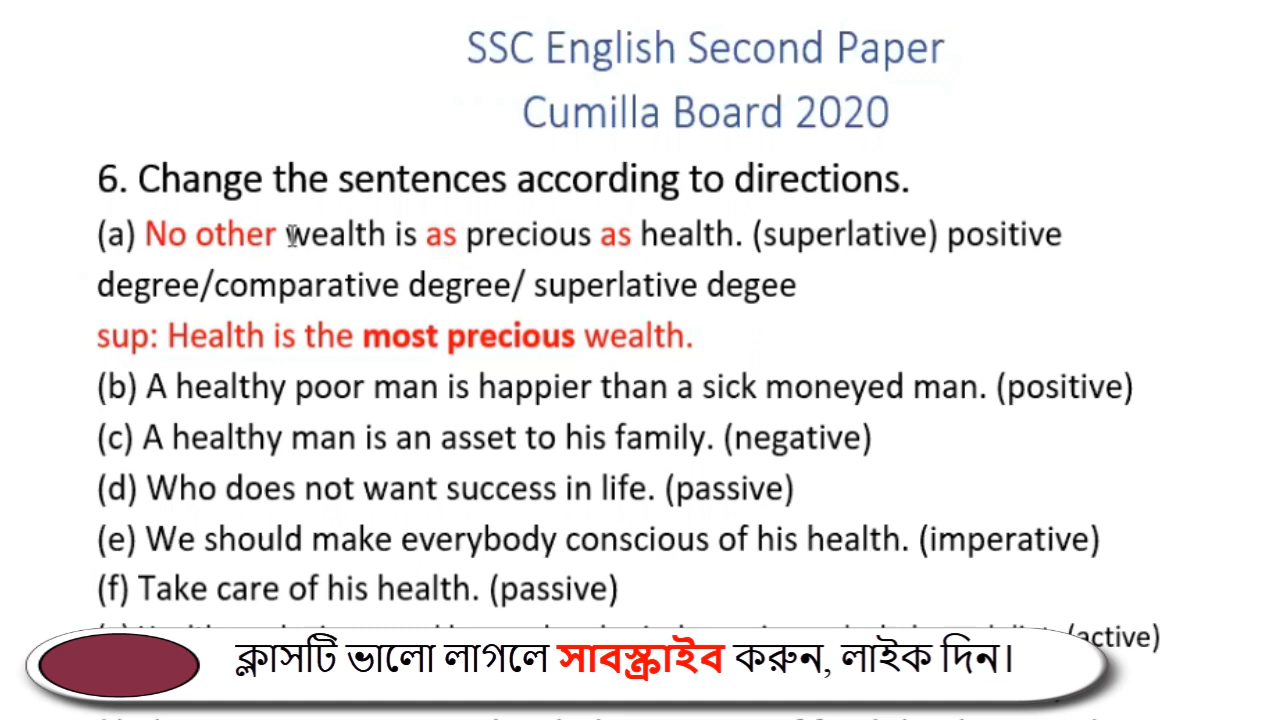 SSC English Second Paper
Cumilla Board 2020
6. Change the sentences according to directions.
(a) No other wealth is as precious as health. (superlative) positive
degree/comparative degree/ superlative degee
sup: Health is the most precious wealth.
(b) A healthy poor man is happier than a sick moneyed man. (positive)
(c) A healthy man is an asset to his family. (negative)
(d) Who does not want success in life. (passive)
(e) We should make everybody conscious of his health. (imperative)
(f) Take care of his health. (passive)
(active)
ক্লাসটি ভালো লাগলে সাবস্ক্রাইব করুন, লাইক দিন।